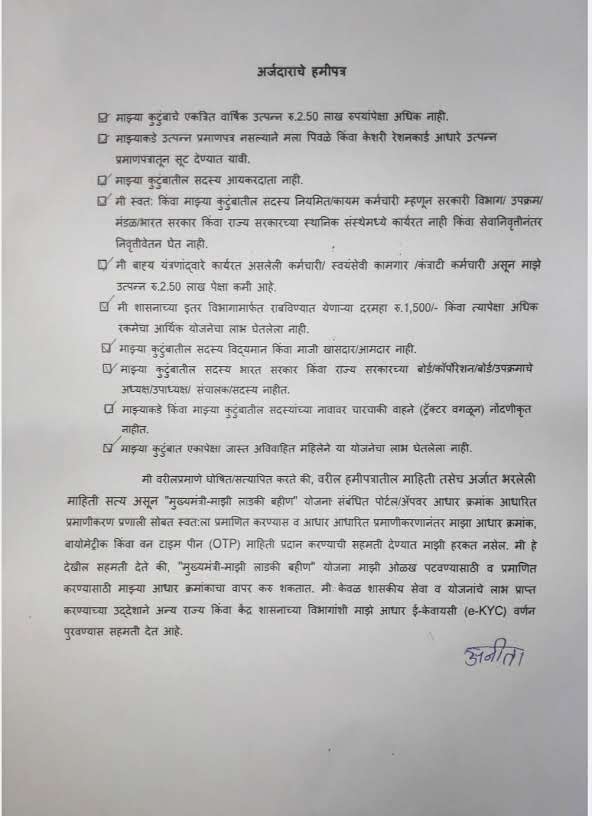 अर्जदाराचे हमीपत्र
माझ्या कुटुंबाचे एकत्रित वार्षिक उत्पन्न रु.2.50 लाख रुपयांपेक्षा अधिक नाही.
माझ्याकडे उत्पन्न प्रमाणपत्र नसल्याने मला पिवळे किंवा केशरी रेशनकार्ड आधारे उत्पन्न
प्रमाणपत्रातून सूट देण्यात यावी.
माझ्या कुटुंबातील सदस्य आयकरदाता नाही.
मी स्वत: किंवा माझ्या कुटुंबातील सदस्य नियमित/कायम कर्मचारी म्हणून सरकारी विभाग/ उपक्रम/
मंडळ/भारत सरकार किंवा राज्य सरकारच्या स्थानिक संस्थेमध्ये कार्यरत नाही किंवा सेवानिवृत्तीनंतर
निवृत्तीवेतन घेत नाही.
मी बाह्य यंत्रणांद्वारे कार्यरत असलेली कर्मचारी/ स्वयंसेवी कामगार /कंत्राटी कर्मचारी असून माझे
उत्पन्न रु.2.50 लाख पेक्षा कमी आहे.
मी शासनाच्या इतर विभागामार्फत राबविण्यात येणाऱ्या दरमहा रु.1,500/- किंवा त्यापेक्षा अधिक
रकमेचा आर्थिक योजनेचा लाभ घेतलेला नाही.
माझ्या कुटुंबातील सदस्य विद्यमान किंवा माजी खासदार/आमदार नाही.
माझ्या कुटुंबातील सदस्य भारत सरकार किंवा राज्य सरकारच्या बोर्ड/कॉर्पोरेशन/बोर्ड/उपक्रमाचे
अध्यक्ष/उपाध्यक्ष/ संचालक/सदस्य नाहीत.
माझ्याकडे किंवा माझ्या कुटुंबातील सदस्यांच्या नावावर चारचाकी वाहने (ट्रॅक्टर वगळून) नोंदणीकृत
नाहीत.
माझ्या कुटुंबात एकापेक्षा जास्त अविवाहित महिलेने या योजनेचा लाभ घेतलेला नाही.
मी वरीलप्रमाणे घोषित/सत्यापित करते की, वरील हमीपत्रातील माहिती तसेच अर्जात भरलेली
माहिती सत्य असून "मुख्यमंत्री-माझी लाडकी बहीण" योजना संबंधित पोर्टल/ॲपवर आधार क्रमांक आधारित
प्रमाणीकरण प्रणाली सोबत स्वत:ला प्रमाणित करण्यास व आधार आधारित प्रमाणीकरणानंतर माझा आधार क्रमांक,
बायोमेट्रीक किंवा वन टाइम पीन (OTP) माहिती प्रदान करण्याची सहमती देण्यात माझी हरकत नसेल. मी हे
देखील सहमती देते की, "मुख्यमंत्री-माझी लाडकी बहीण" योजना माझी ओळख पटवण्यासाठी व प्रमाणित
करण्यासाठी माझ्या आधार क्रमांकाचा वापर करु शकतात. मी केवळ शासकीय सेवा व योजनांचे लाभ प्राप्त
करण्याच्या उद्देशाने अन्य राज्य किंवा केंद्र शासनाच्या विभागांशी माझे आधार ई-केवायसी (e-KYC) वर्णन
पुरवण्यास सहमती देत आहे.
अनीता